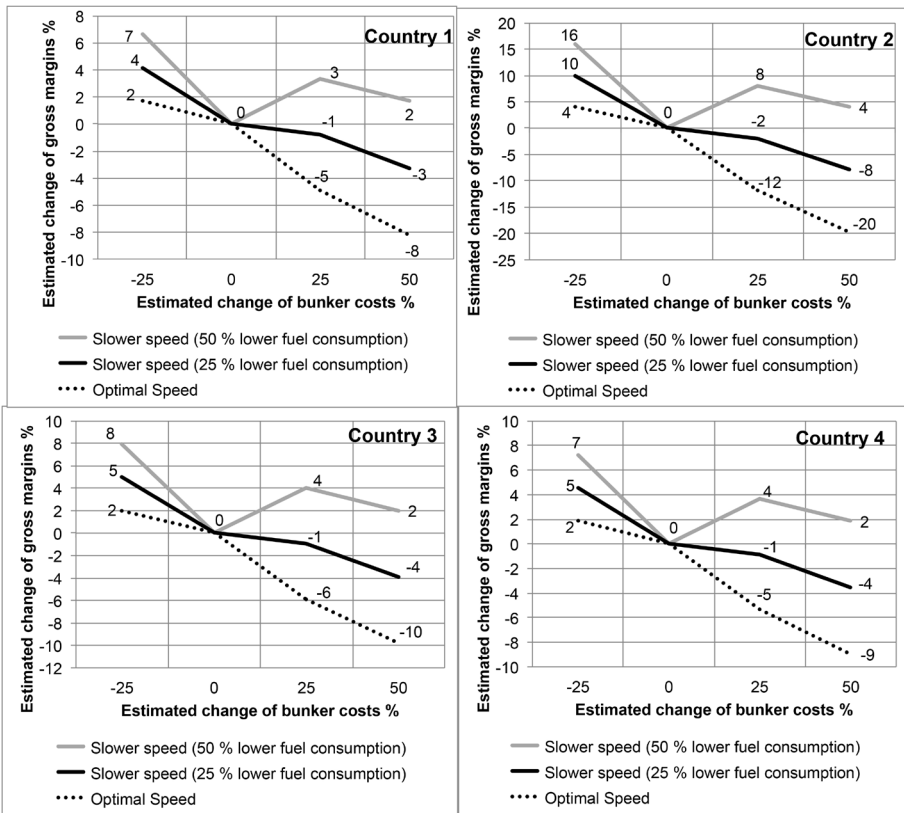 Country 1
Estimated change of gross margins %
8
6
4
2
0
-2
-4
-6
-8
-10
7
4
2
0
3
-1
-5
2
-3
-8
-25 0 25 50
Estimated change of bunker costs %
Slower speed (50 % lower fuel consumption)
Slower speed (25 % lower fuel consumption)
Optimal Speed
Country 2
Estimated change of gross margins %
20
15
10
5
0
-5
-10
-15
-20
-25
16
10
4
0
8
-2
-12
4
-8
-20
-25 0 25 50
Estimated change of bunker costs %
Slower speed (50 % lower fuel consumption)
Slower speed (25 % lower fuel consumption)
Optimal Speed
Country 3
Estimated change of gross margins %
10
8
6
4
2
0
-2
-4
-6
-8
-10
-12
8
5
2
0
4
-1
-6
2
-4
-10
-25 0 25 50
Estimated change of bunker costs %
Slower speed (50 % lower fuel consumption)
Slower speed (25 % lower fuel consumption)
Optimal Speed
Country 4
Estimated change of gross margins %
10
8
6
4
2
0
-2
-4
-6
-8
-10
7
5
2
0
4
-1
-5
2
-4
-9
-25 0 25 50
Estimated change of bunker costs %
Slower speed (50 % lower fuel consumption)
Slower speed (25 % lower fuel consumption)
Optimal Speed